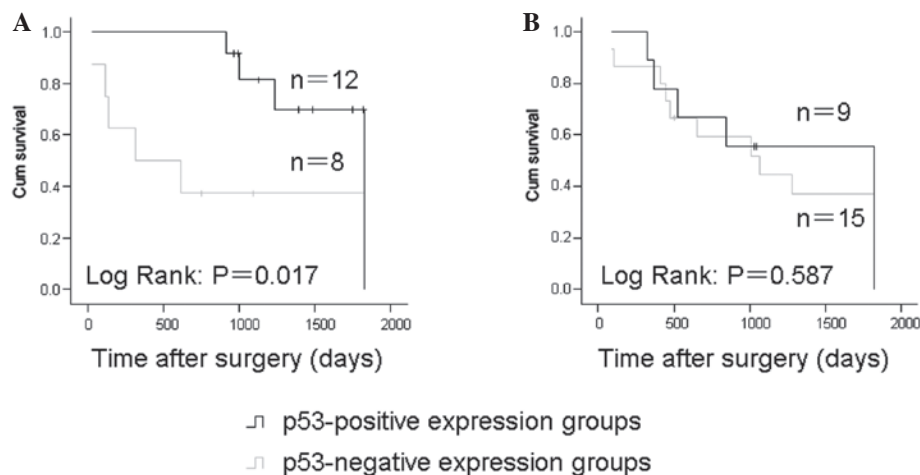 A
Cum survival
1.0
0.8
0.6
0.4
0.2
0.0
n=12
n=8
Log Rank: P=0.017
0 500 1000 1500 2000
Time after surgery (days)
B
Cum survival
1.0
0.8
0.6
0.4
0.2
0.0
n=9
n=15
Log Rank: P=0.587
0 500 1000 1500 2000
Time after surgery (days)
p53-positive expression groups
p53-negative expression groups